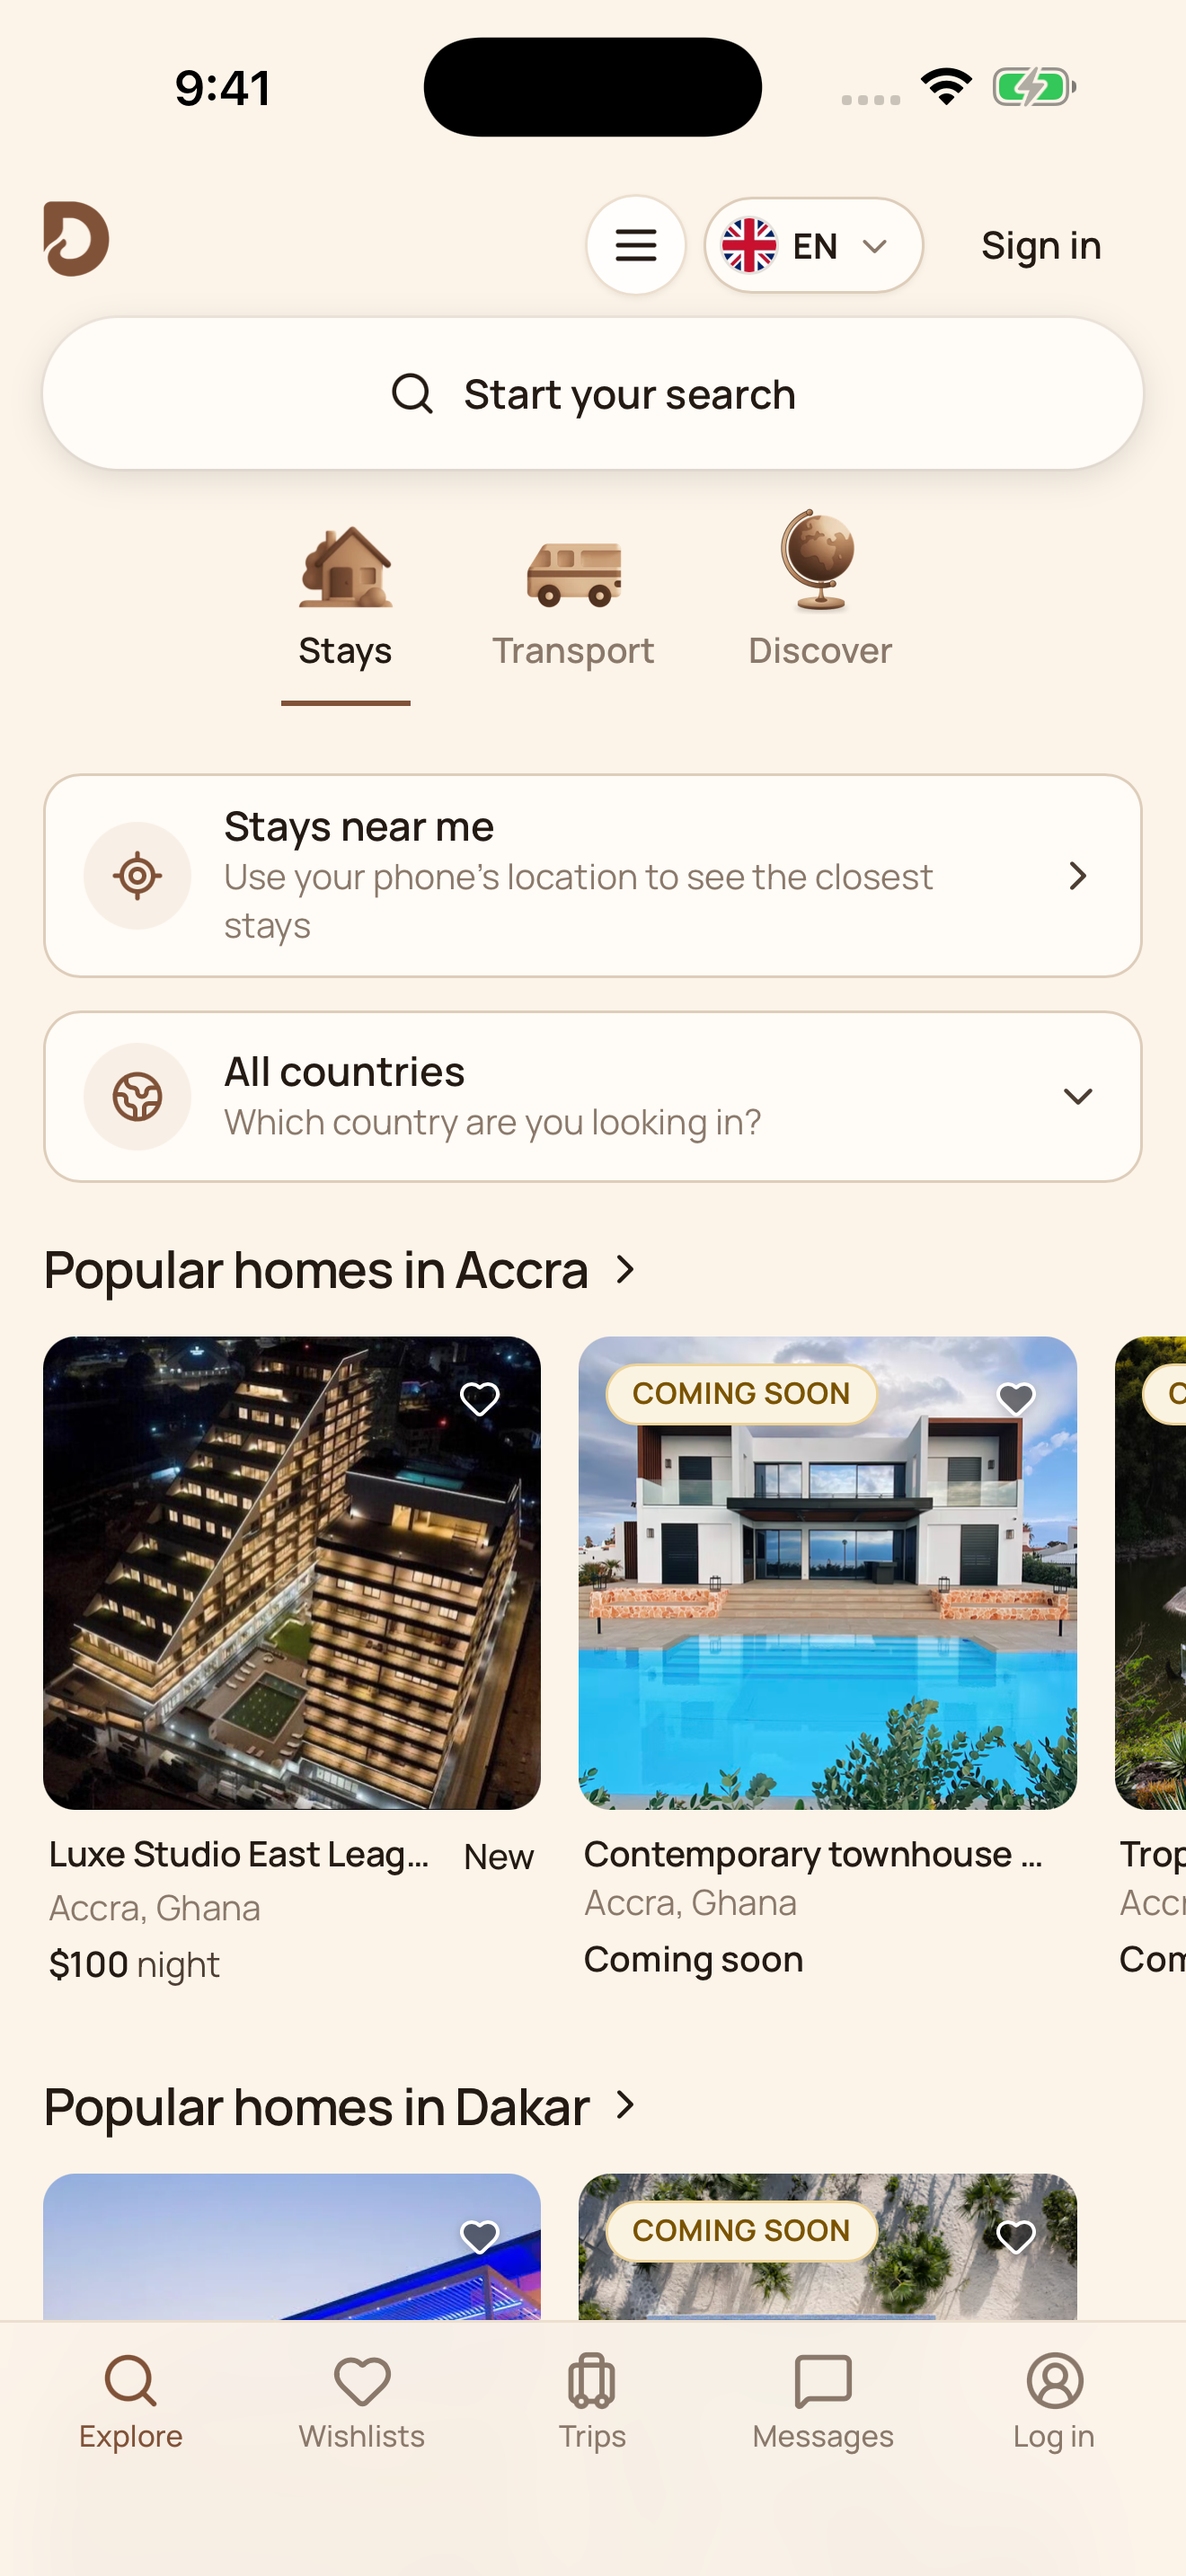 9:41
EN
Sign in
Start your search
Stays
Transport
Discover
Stays near me
Use your phone's location to see the closest
stays
All countries
Which country are you looking in?
Popular homes in Accra
COMING SOON
Luxe Studio East Leag...
New
Accra, Ghana
$100 night
Contemporary townhouse ...
Accra, Ghana
Coming soon
Popular homes in Dakar
COMING SOON
Explore
Wishlists
Trips
Messages
Log in